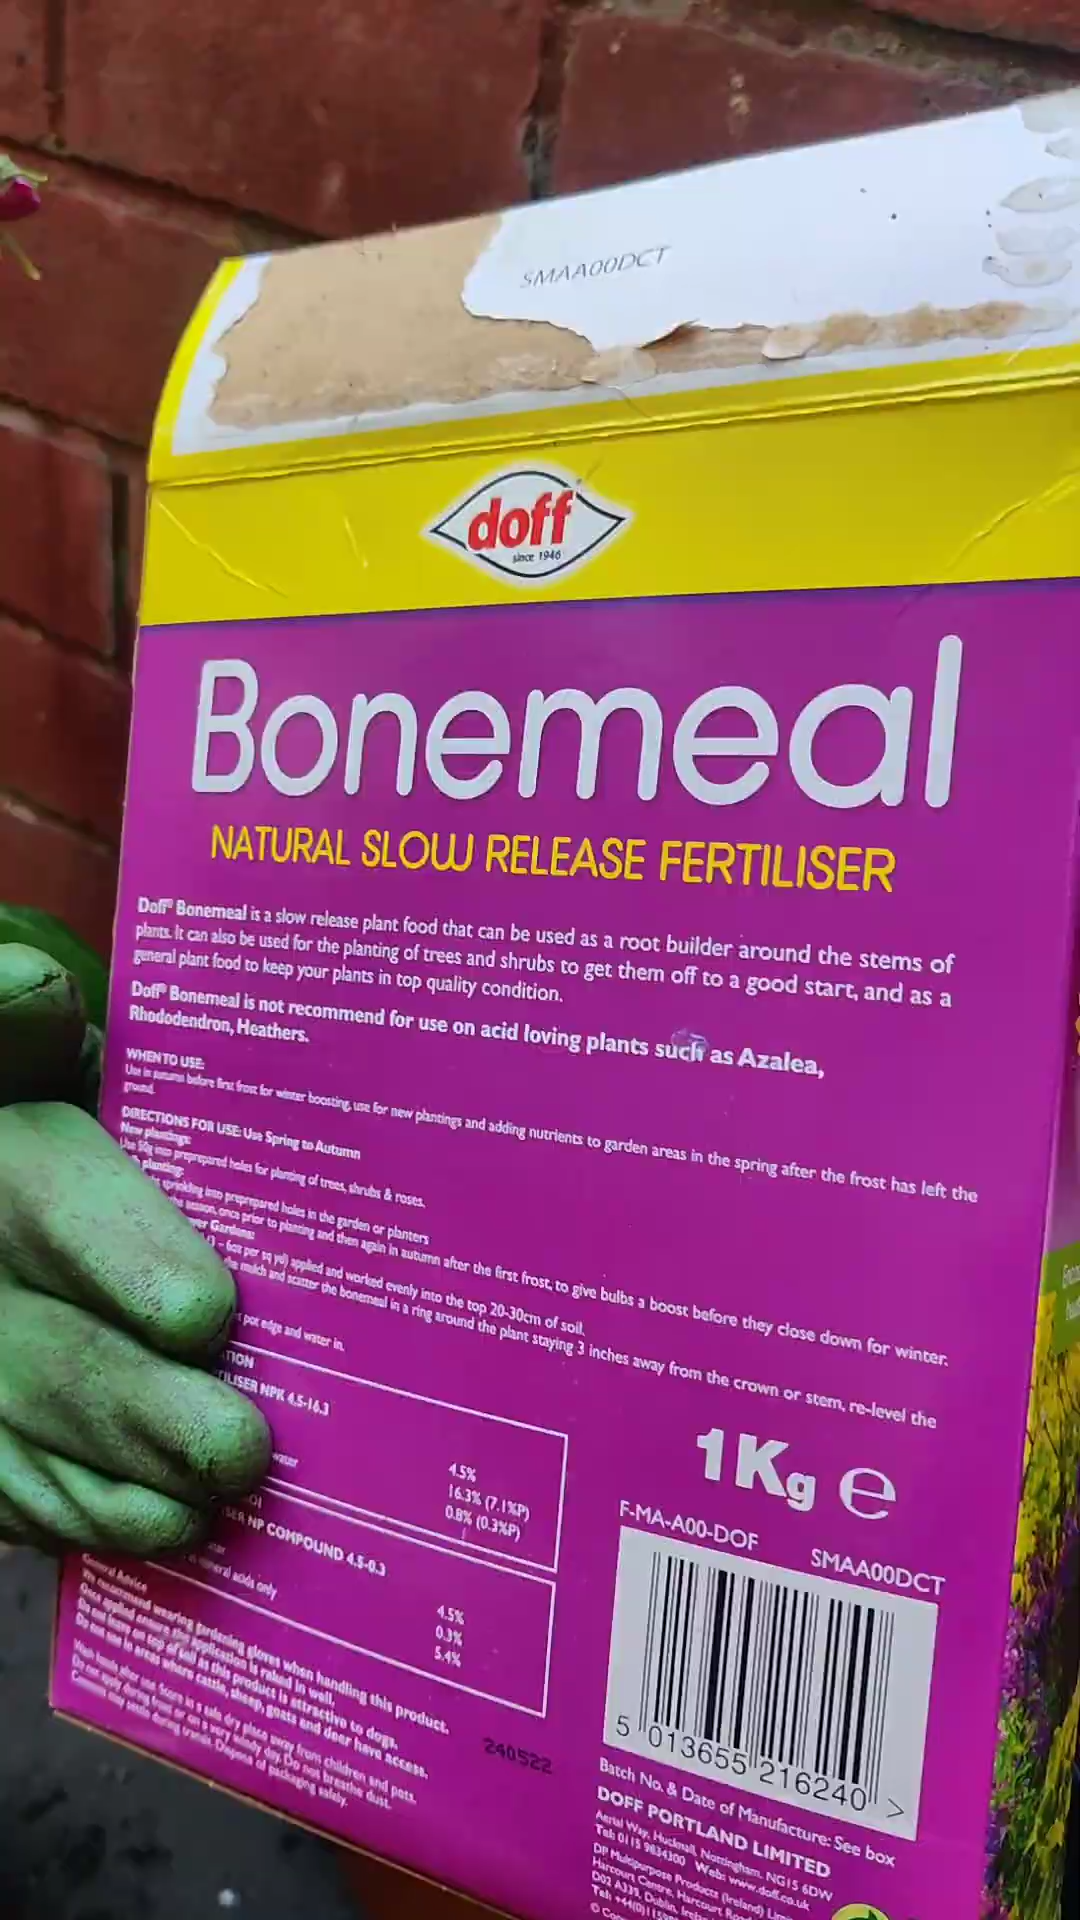 SMAA00DCT
doff
since 1946
Bonemeal
NATURAL SLOW RELEASE FERTILISER
Doff® Bonemeal is a slow release plant food that can be used as a root builder around the stems of
plants. It can also be used for the planting of trees and shrubs to get them off to a good start, and as a
general plant food to keep your plants in top quality condition.
Doff® Bonemeal is not recommend for use on acid loving plants such as Azalea,
Rhododendron, Heathers.
WHEN TO USE:
Use in autumn before first frost for winter boosting, use for new plantings and adding nutrients to garden areas in the spring after the frost has left the
ground.
DIRECTIONS FOR USE: Use Spring to Autumn
New plantings:
Use 50g into preprepared holes for planting of trees, shrubs & roses.
planting:
sprinkling into preprepared holes in the garden or planters
the season, once prior to planting and then again in autumn after the first frost, to give bulbs a boost before they close down for winter.
Gardens:
6oz per sq yd) applied and worked evenly into the top 20-30cm of soil.
the mulch and scatter the bonemeal in a ring around the plant staying 3 inches away from the crown or stem, re-level the
pot edge and water in.
NPK 4.5-16.3
4.5%
16.3% (7.1%P)
water 0.8% (0.3%P)
NP COMPOUND 4.5-0.3
4.5%
0.3%
mineral acids only 5.4%
General Advice
We recommend wearing gardening gloves when handling this product.
Once applied ensure the application is raked in well.
Do not leave on top of soil as this product is attractive to dogs.
Do not use in areas where cattle, sheep, goats and deer have access.
Wash hands after use. Store in a safe dry place away from children and pets.
Do not apply during frost or on a very windy day. Do not breathe dust.
Contents may settle during transit. Dispose of packaging safely.
240522
1Kg e
F-MA-A00-DOF SMAA00DCT
5 013655 216240 >
Batch No. & Date of Manufacture: See box
DOFF PORTLAND LIMITED
Aerial Way, Hucknall, Nottingham, NG15 6DW
Tel: 0115 9634300 Web: www.doff.co.uk
DP Multipurpose Products (Ireland)
Harcourt Centre, Harcourt
D02 A339, Dublin,